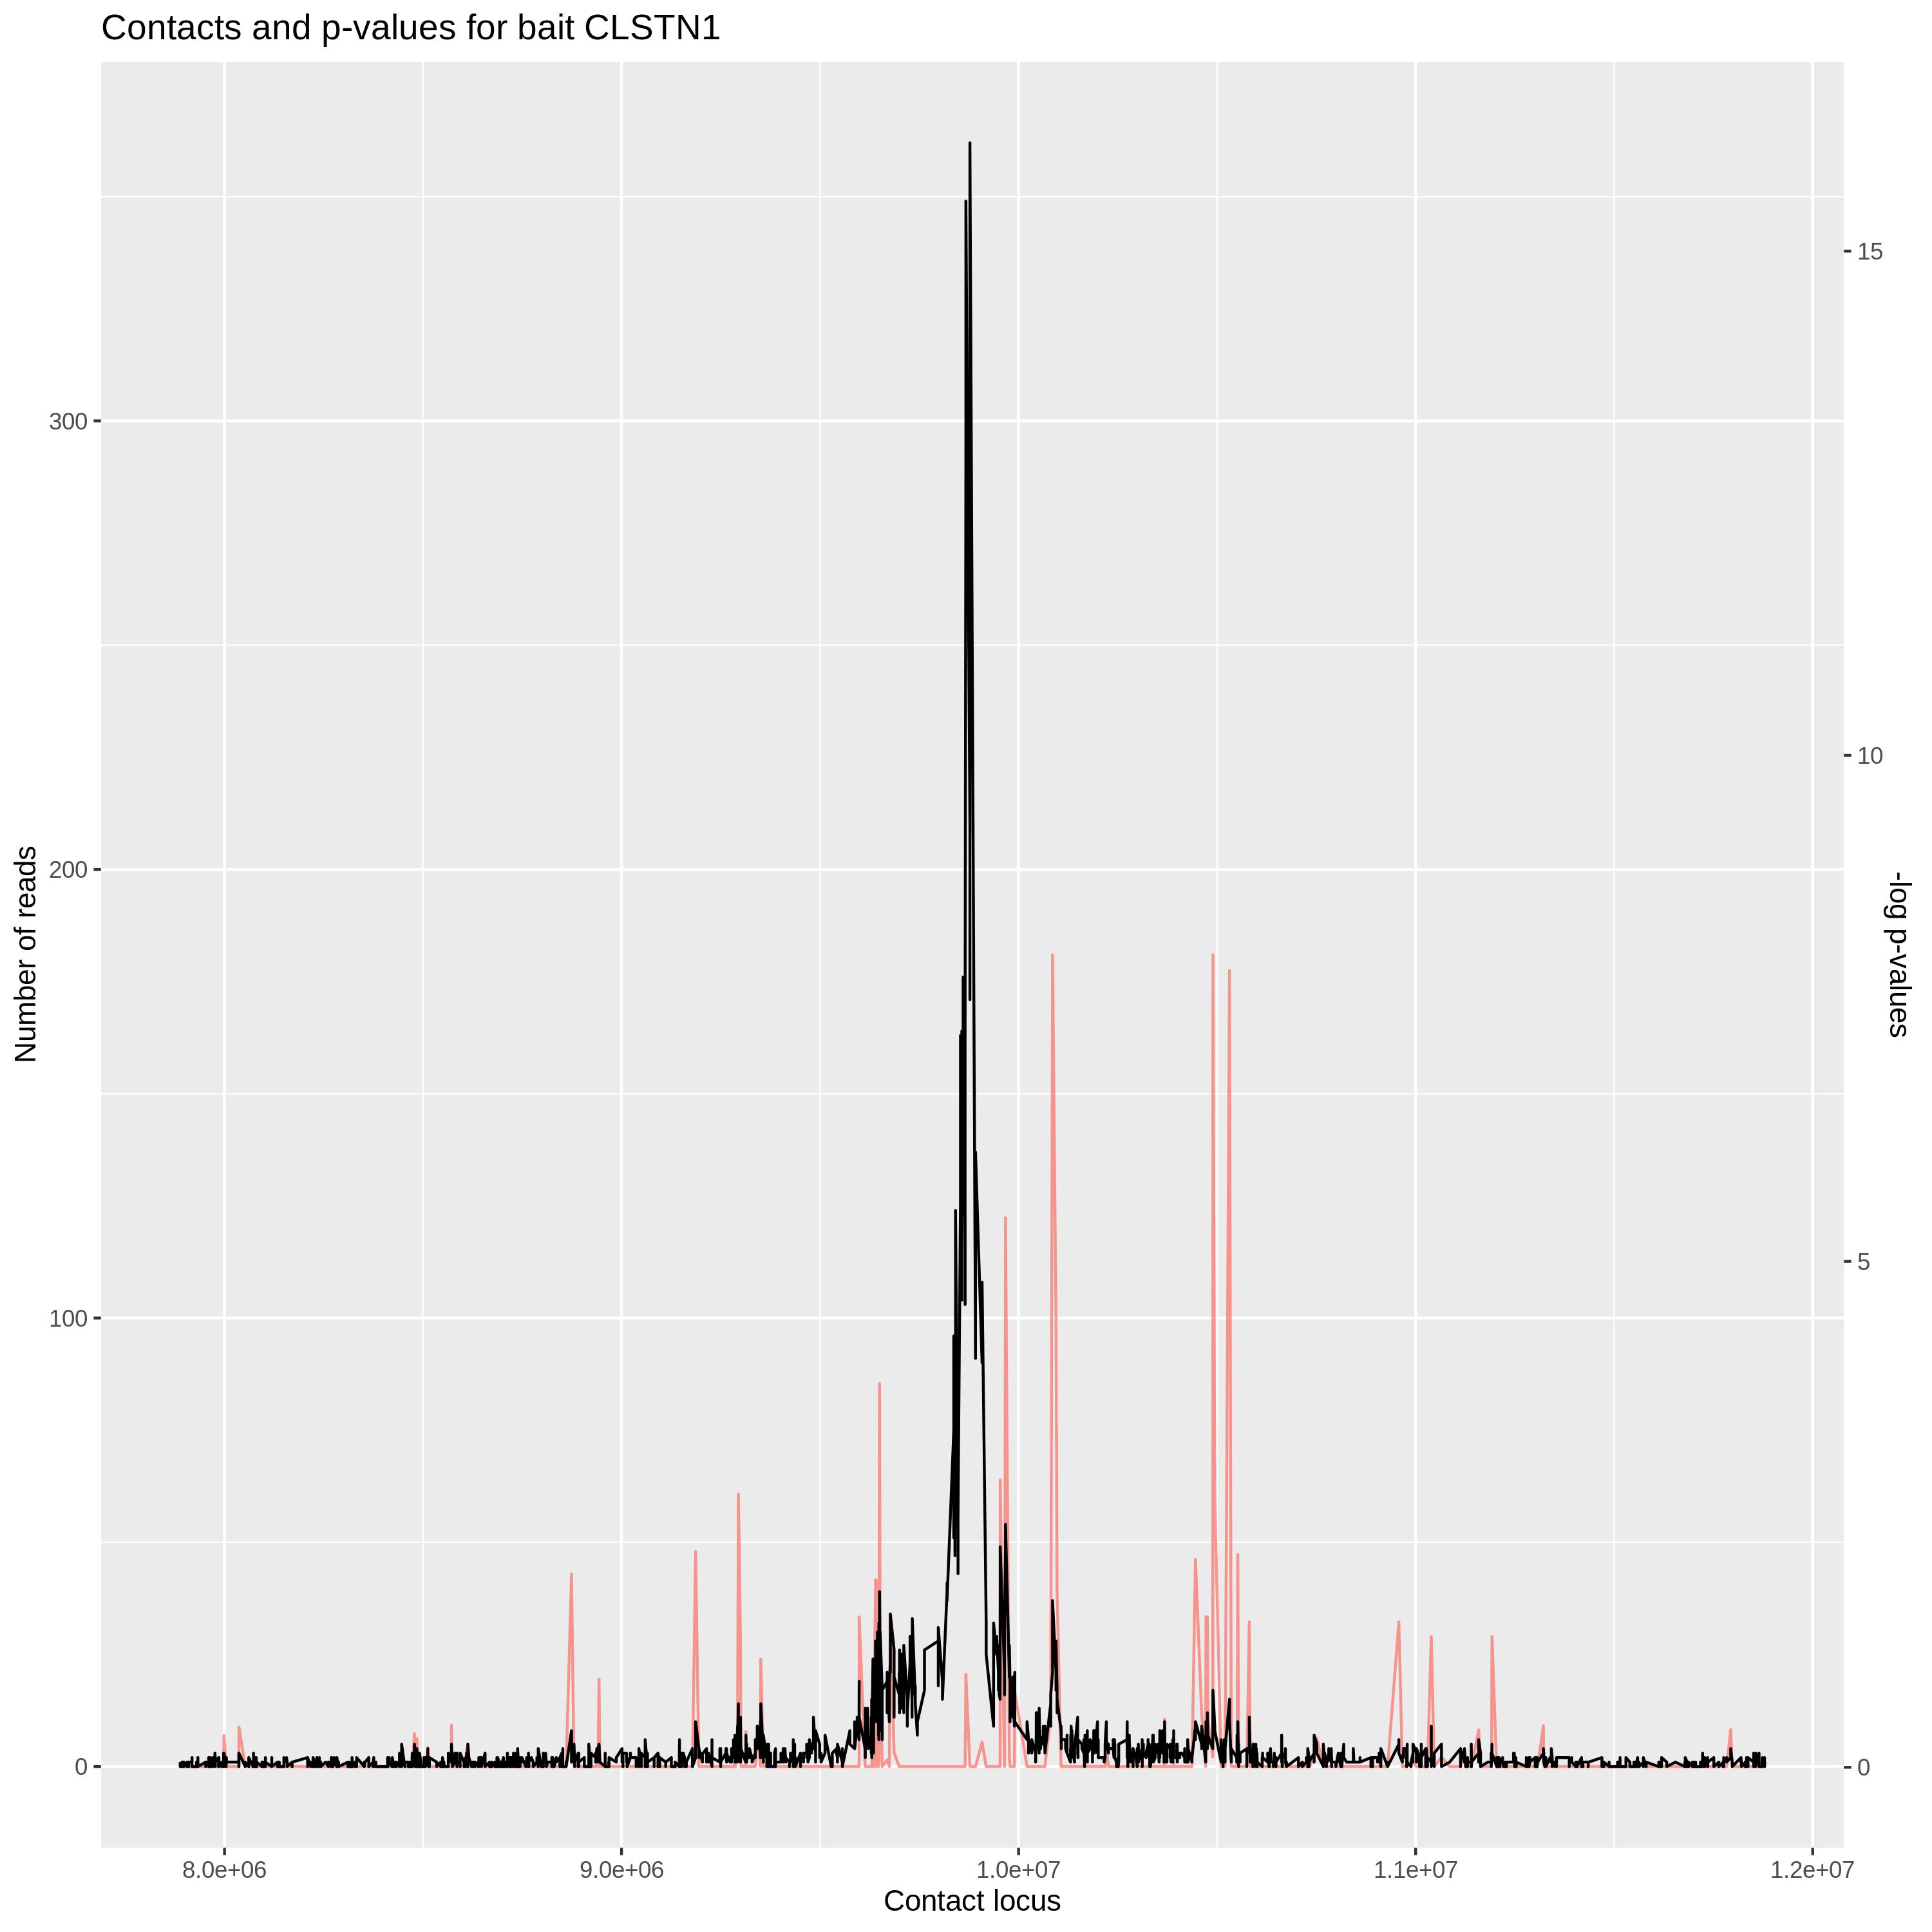 Contacts and p-values for bait CLSTN1
300
200
100
0
15
10
5
0
Number of reads
-log p-values
8.0e+06
9.0e+06
1.0e+07
1.1e+07
1.2e+07
Contact locus